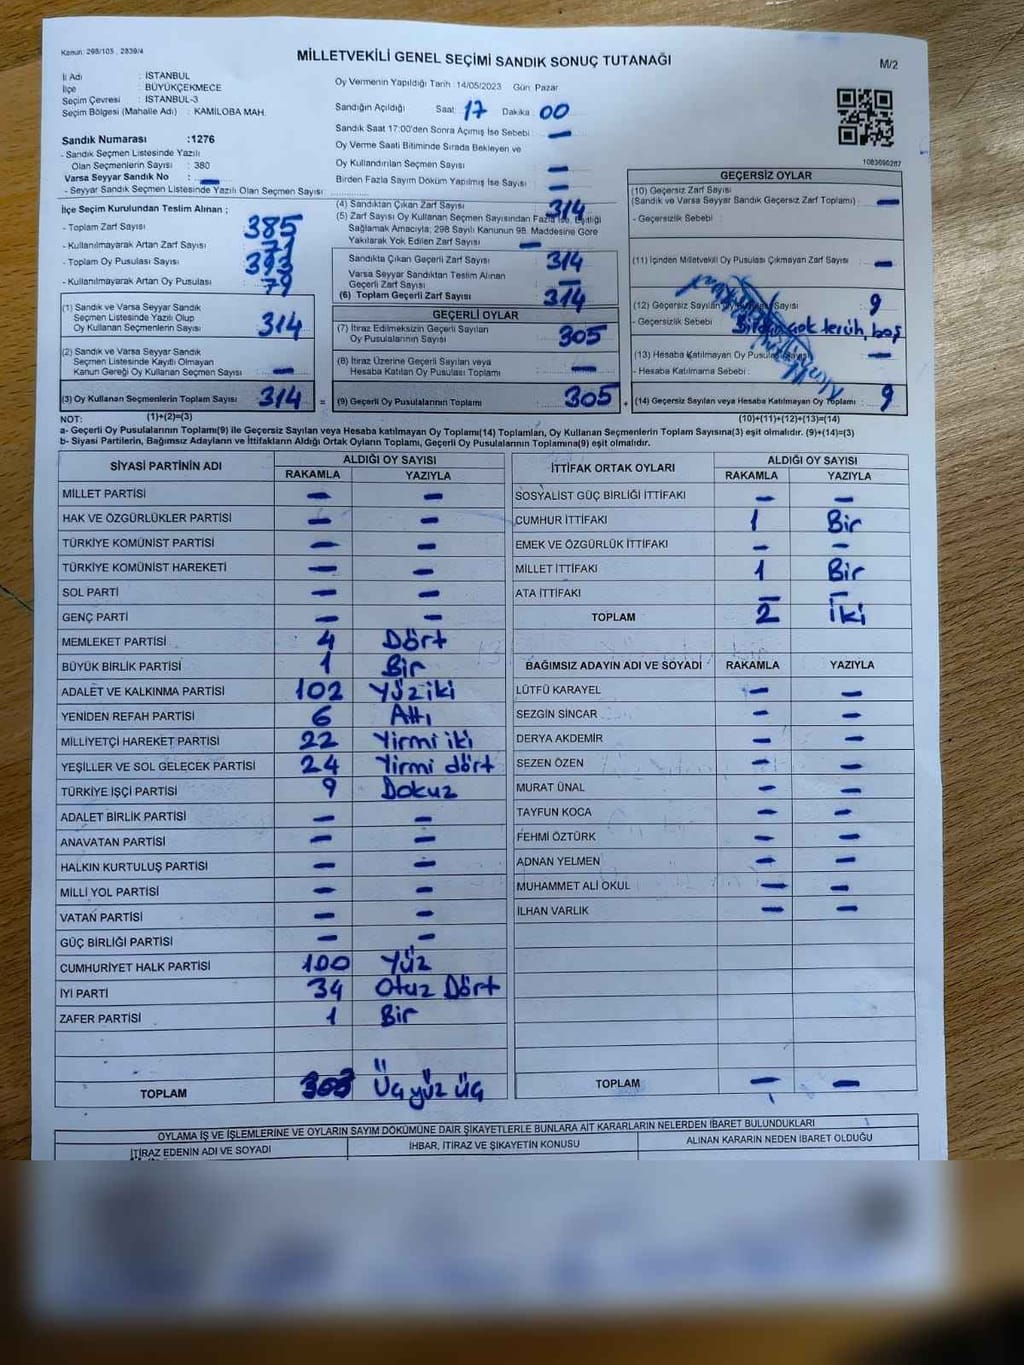 Kanun: 298/105 , 2839/4
MİLLETVEKİLİ GENEL SEÇİMİ SANDIK SONUÇ TUTANAĞI
M/2
İl Adı : İSTANBUL
İlçe : BÜYÜKÇEKMECE
Seçim Çevresi : İSTANBUL-3
Seçim Bölgesi (Mahalle Adı) : KAMİLOBA MAH.
Sandık Numarası : 1276
- Sandık Seçmen Listesinde Yazılı
Olan Seçmenlerin Sayısı : 380
Varsa Seyyar Sandık No : —
- Seyyar Sandık Seçmen Listesinde Yazılı Olan Seçmen Sayısı:
Oy Vermenin Yapıldığı Tarih :14/05/2023 Gün: Pazar
Sandığın Açıldığı Saat: 17 Dakika: 00
Sandık Saat 17:00'den Sonra Açımış İse Sebebi : —
Oy Verme Saati Bitiminde Sırada Bekleyen ve
Oy Kullandırılan Seçmen Sayısı : —
Birden Fazla Sayım Döküm Yapılmış İse Sayısı : —
1083690267
İlçe Seçim Kurulundan Teslim Alınan ;
- Toplam Zarf Sayısı : 385
- Kullanılmayarak Artan Zarf Sayısı : 71
- Toplam Oy Pusulası Sayısı : 393
- Kullanılmayarak Artan Oy Pusulası : 79
(1) Sandık ve Varsa Seyyar Sandık
Seçmen Listesinde Yazılı Olup
Oy Kullanan Seçmenlerin Sayısı : 314
(2) Sandık ve Varsa Seyyar Sandık
Seçmen Listesinde Kayıtlı Olmayan
Kanun Gereği Oy Kullanan Seçmen Sayısı : —
(3) Oy Kullanan Seçmenlerin Toplam Sayısı : 314 =
(1)+(2)=(3)
(4) Sandıktan Çıkan Zarf Sayısı : 314
(5) Zarf Sayısı Oy Kullanan Seçmen Sayısından Fazla ise, Eşitliği
Sağlamak Amacıyla; 298 Sayılı Kanunun 98. Maddesine Göre
Yakılarak Yok Edilen Zarf Sayısı : —
Sandıkta Çıkan Geçerli Zarf Sayısı : 314
Varsa Seyyar Sandıktan Teslim Alınan
Geçerli Zarf Sayısı : —
(6) Toplam Geçerli Zarf Sayısı : 314
GEÇERLİ OYLAR
(7) İtiraz Edilmeksizin Geçerli Sayılan
Oy Pusulasının Sayısı : 305
(8) İtiraz Üzerine Geçerli Sayılan veya
Hesaba Katılan Oy Pusulası Toplamı : —
(9) Geçerli Oy Pusulalarının Toplamı : 305 +
GEÇERSİZ OYLAR
(10) Geçersiz Zarf Sayısı
(Sandık ve Varsa Seyyar Sandık Geçersiz Zarf Toplamı) : —
- Geçersizlik Sebebi :
(11) İçinden Milletvekili Oy Pusulası Çıkmayan Zarf Sayısı : —
(12) Geçersiz Sayılan Oy Pusulası Sayısı : 9
- Geçersizlik Sebebi : Birden çok tercih, boş
(13) Hesaba Katılmayan Oy Pusulası Sayısı : —
- Hesaba Katılmama Sebebi :
(14) Geçersiz Sayılan veya Hesaba Katılmayan Oy Toplamı : 9
(10)+(11)+(12)+(13)=(14)
NOT:
a- Geçerli Oy Pusulaları Toplamı(9) ile Geçersiz Sayılan veya Hesaba katılmayan Oy Toplamı(14) Toplamları, Oy Kullanan Seçmenlerin Toplam Sayısına(3) eşit olmalıdır. (9)+(14)=(3)
b- Siyasi Partilerin, Bağımsız Adayların ve İttifakların Aldığı Ortak Oyların Toplamı, Geçerli Oy Pusulalarının Toplamına(9) eşit olmalıdır.
SİYASİ PARTİNİN ADI ALDIĞI OY SAYISI
RAKAMLA YAZIYLA
MİLLET PARTİSİ — —
HAK VE ÖZGÜRLÜKLER PARTİSİ — —
TÜRKİYE KOMÜNİST PARTİSİ — —
TÜRKİYE KOMÜNİST HAREKETİ — —
SOL PARTİ — —
GENÇ PARTİ — —
MEMLEKET PARTİSİ 4 Dört
BÜYÜK BİRLİK PARTİSİ 1 Bir
ADALET VE KALKINMA PARTİSİ 102 Yüziki
YENİDEN REFAH PARTİSİ 6 Altı
MİLLİYETÇİ HAREKET PARTİSİ 22 Yirmi iki
YEŞİLLER VE SOL GELECEK PARTİSİ 24 Yirmi dört
TÜRKİYE İŞÇİ PARTİSİ 9 Dokuz
ADALET BİRLİK PARTİSİ — —
ANAVATAN PARTİSİ — —
HALKIN KURTULUŞ PARTİSİ — —
MİLLİ YOL PARTİSİ — —
VATAN PARTİSİ — —
GÜÇ BİRLİĞİ PARTİSİ — —
CUMHURİYET HALK PARTİSİ 100 Yüz
İYİ PARTİ 34 Otuz Dört
ZAFER PARTİSİ 1 Bir
TOPLAM 303 Üçyüz üç
İTTİFAK ORTAK OYLARI ALDIĞI OY SAYISI
RAKAMLA YAZIYLA
SOSYALİST GÜÇ BİRLİĞİ İTTİFAKI — —
CUMHUR İTTİFAKI 1 Bir
EMEK VE ÖZGÜRLÜK İTTİFAKI — —
MİLLET İTTİFAKI 1 Bir
ATA İTTİFAKI — —
TOPLAM 2 İki
BAĞIMSIZ ADAYIN ADI VE SOYADI RAKAMLA YAZIYLA
LÜTFÜ KARAYEL — —
SEZGİN SİNCAR — —
DERYA AKDEMİR — —
SEZEN ÖZEN — —
MURAT ÜNAL — —
TAYFUN KOCA — —
FEHMİ ÖZTÜRK — —
ADNAN YELMEN — —
MUHAMMET ALİ OKUL — —
İLHAN VARLIK — —
TOPLAM — —
OYLAMA İŞ VE İŞLEMLERİNE VE OYLARIN SAYIM DÖKÜMÜNE DAİR ŞİKAYETLERLE BUNLARA AİT KARARLARIN NELERDEN İBARET BULUNDUKLARI
İTİRAZ EDENİN ADI VE SOYADI İHBAR, İTİRAZ VE ŞİKAYETİN KONUSU ALINAN KARARIN NEDEN İBARET OLDUĞU